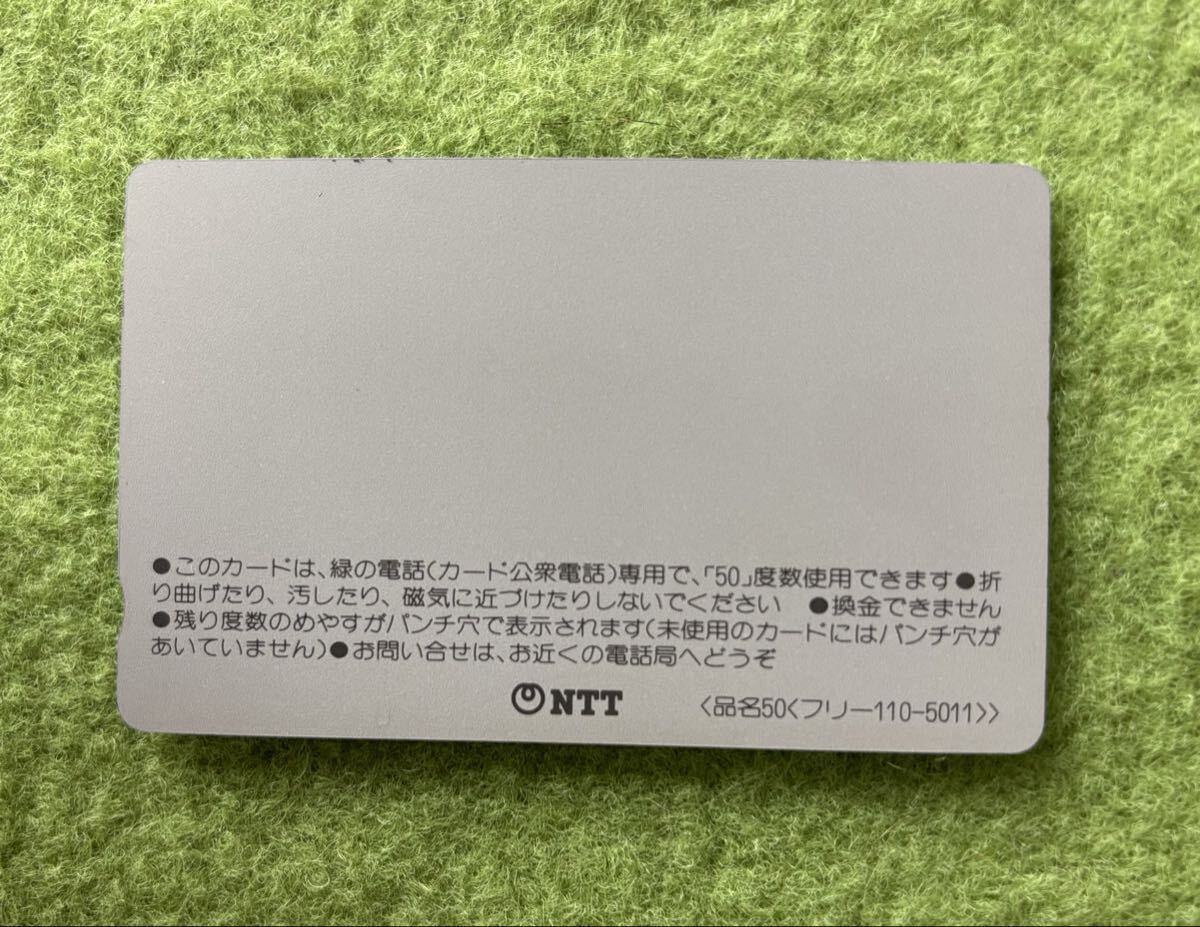 ●このカードは、緑の電話(カード公衆電話)専用で、「50」度数使用できます●折
り曲げたり、汚したり、磁気に近づけたりしないでください　●換金できません
●残り度数のめやすがパンチ穴で表示されます(未使用のカードにはパンチ穴が
あいていません)●お問い合せは、お近くの電話局へどうぞ
NTT　〈品名50〈フリー110-5011〉〉